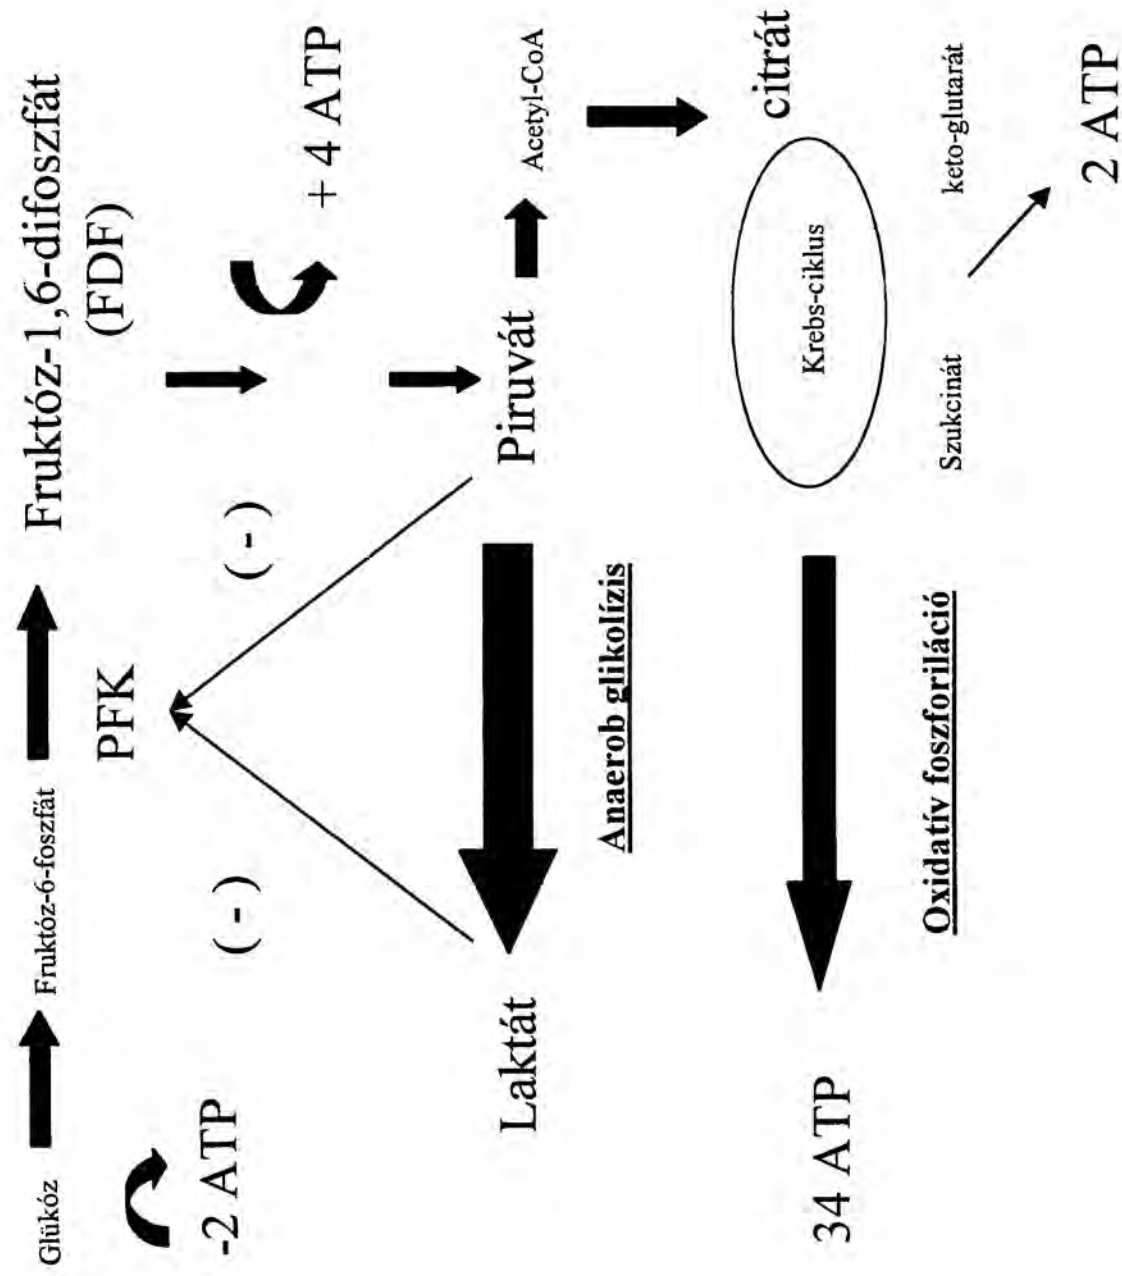 Glükóz
Fruktóz-6-foszfát
Fruktóz-1,6-difoszfát
(FDF)
PFK
-2 ATP
( - )
( - )
+ 4 ATP
Laktát
Piruvát
Acetyl-CoA
Anaerob glikolízis
citrát
Krebs-ciklus
34 ATP
Oxidatív foszforiláció
Szukcinát
keto-glutarát
2 ATP